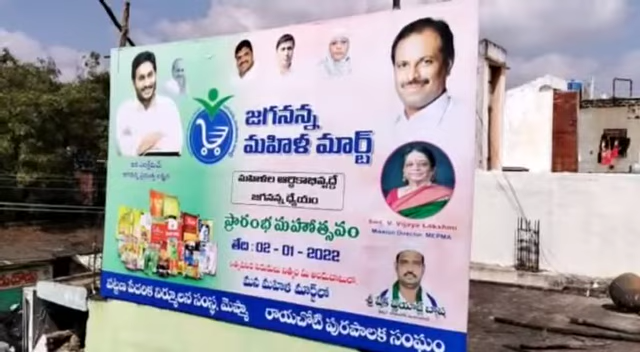 జగనన్న
మహిళ మార్ట్
మహిళల ఆర్థికాభివృద్ధే
జగనన్న ధ్యేయం
ప్రారంభ మహోత్సవం
తేది : 02 - 01 - 2022
మన మహిళ మార్ట్‌లో
Smt. V. Vijaya Lakshmi
Mission Director, MEPMA
పట్టణ పేదరిక నిర్మూలన సంస్థ, మెప్మా రాయచోటి పురపాలక సంఘం